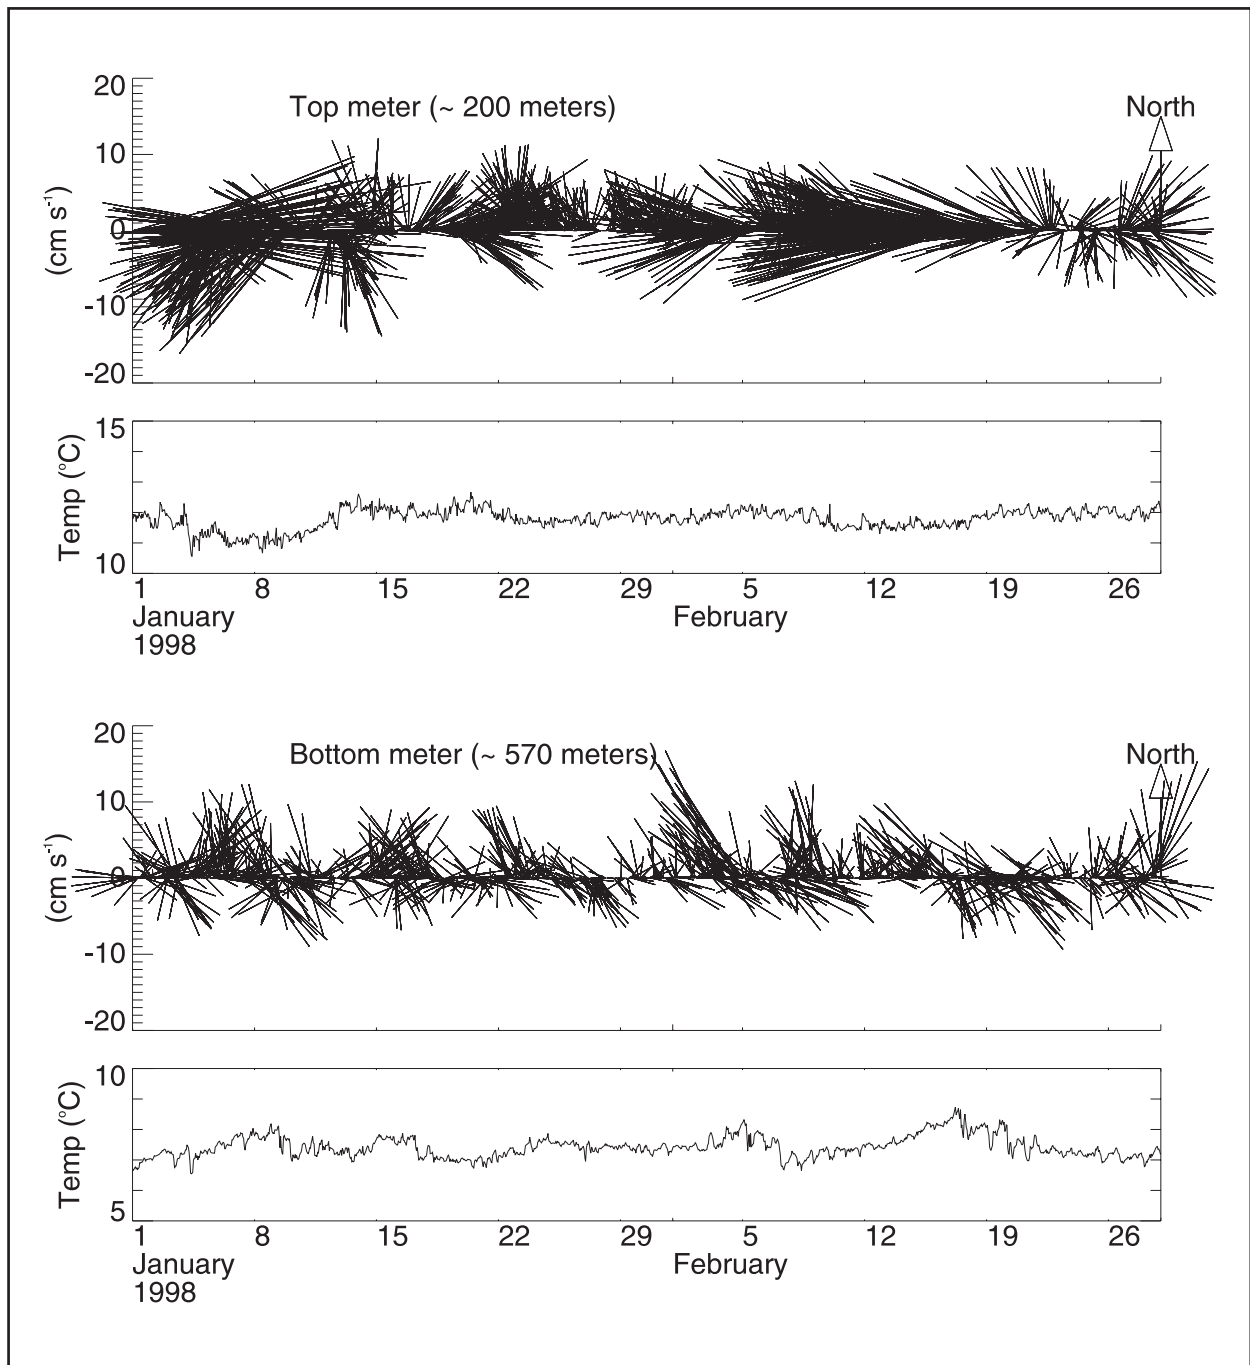 20
Top meter (~ 200 meters)
North
10
0
(cm s⁻¹)
-10
-20
15
Temp (°C)
10
1 8 15 22 29 5 12 19 26
January February
1998
20
Bottom meter (~ 570 meters)
North
10
0
(cm s⁻¹)
-10
-20
10
Temp (°C)
5
1 8 15 22 29 5 12 19 26
January February
1998